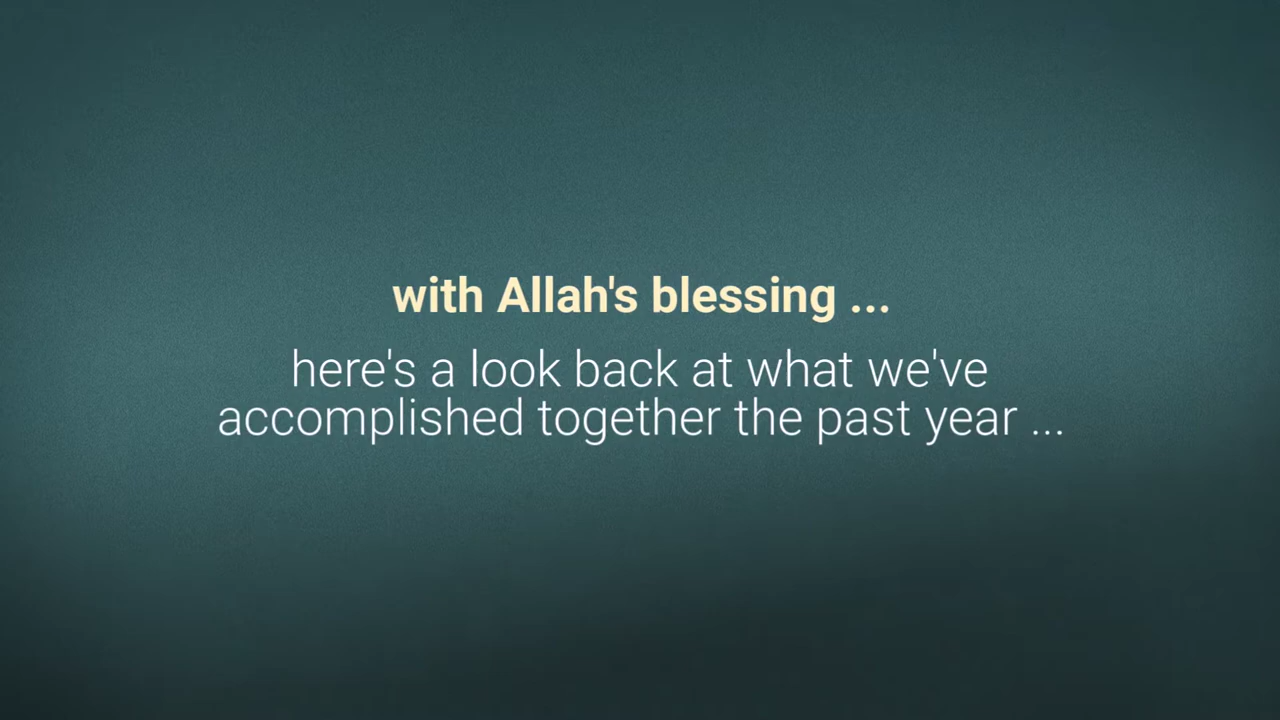 with Allah's blessing ...
here's a look back at what we've
accomplished together the past year ...